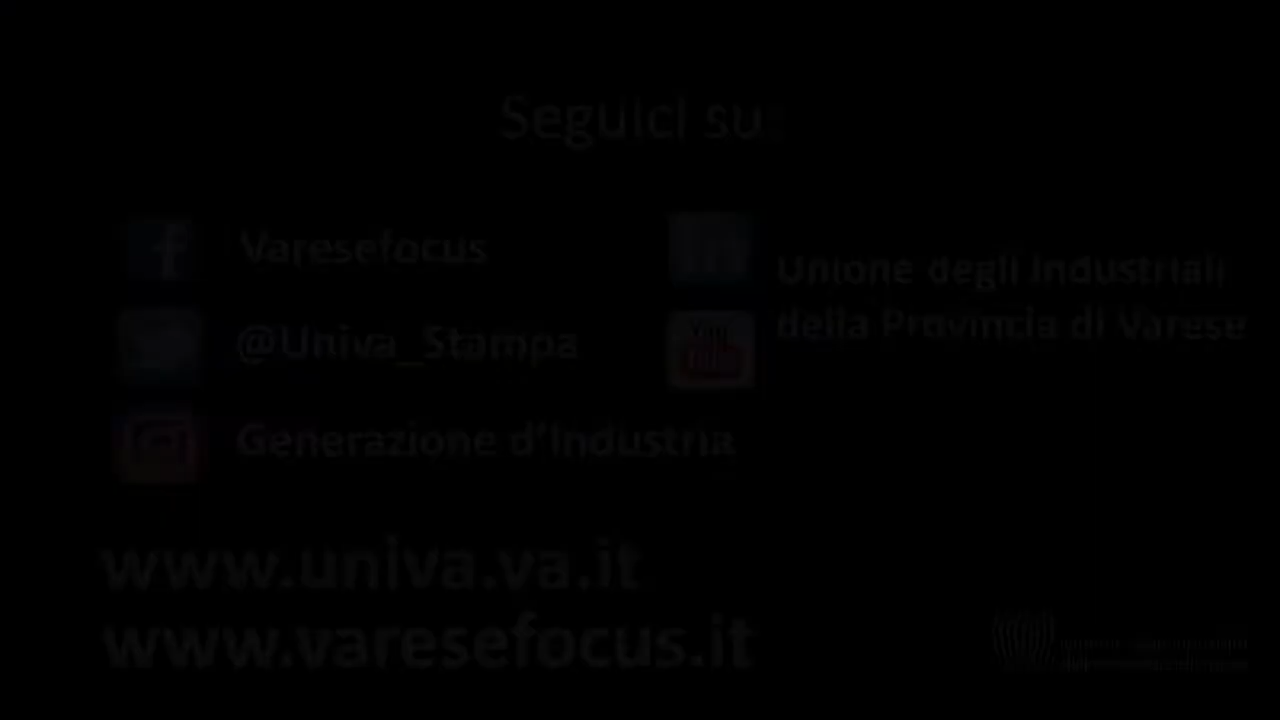 Seguici su:
Varesefocus
@Univa_Stampa
Generazione d'Industria
Unione degli Industriali
della Provincia di Varese
www.univa.va.it
www.varesefocus.it